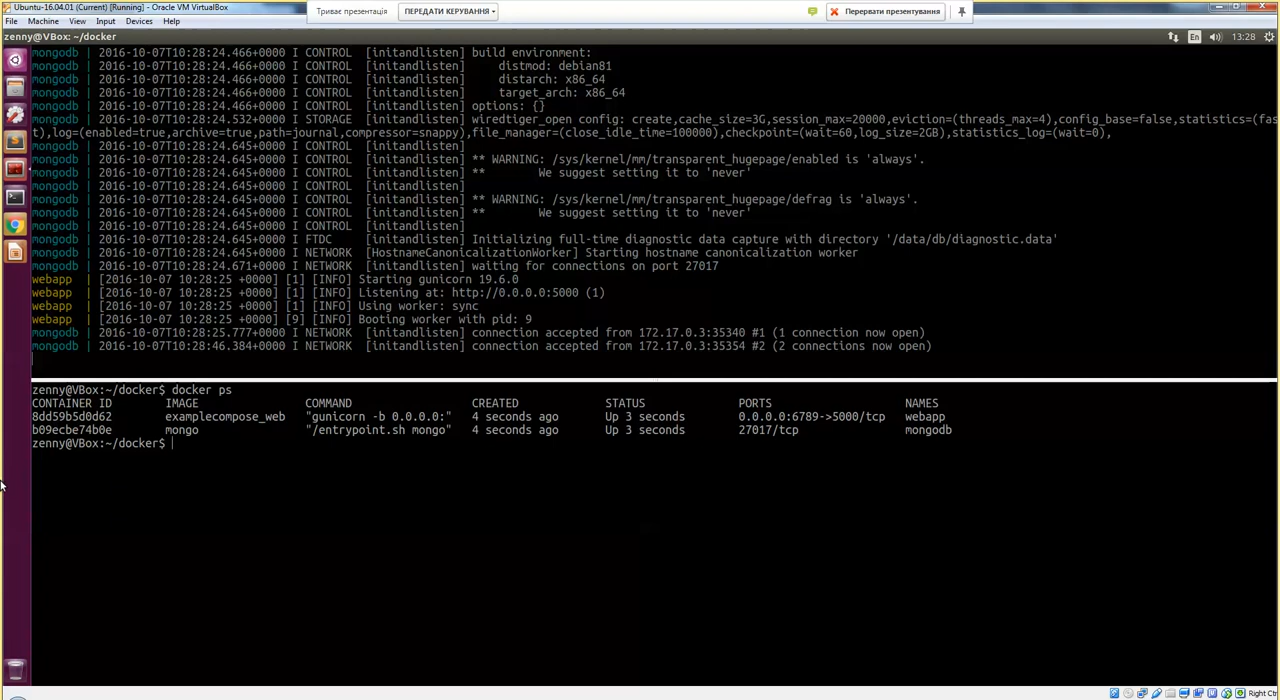 Ubuntu-16.04.01 (Current) [Running] - Oracle VM VirtualBox
Триває презентація
ПЕРЕДАТИ КЕРУВАННЯ
Перервати презентування
File Machine View Input Devices Help
zenny@VBox: ~/docker
En
13:28
mongodb | 2016-10-07T10:28:24.466+0000 I CONTROL [initandlisten] build environment:
mongodb | 2016-10-07T10:28:24.466+0000 I CONTROL [initandlisten] distmod: debian81
mongodb | 2016-10-07T10:28:24.466+0000 I CONTROL [initandlisten] distarch: x86_64
mongodb | 2016-10-07T10:28:24.466+0000 I CONTROL [initandlisten] target_arch: x86_64
mongodb | 2016-10-07T10:28:24.466+0000 I CONTROL [initandlisten] options: {}
mongodb | 2016-10-07T10:28:24.532+0000 I STORAGE [initandlisten] wiredtiger_open config: create,cache_size=3G,session_max=20000,eviction=(threads_max=4),config_base=false,statistics=(fas
t),log=(enabled=true,archive=true,path=journal,compressor=snappy),file_manager=(close_idle_time=100000),checkpoint=(wait=60,log_size=2GB),statistics_log=(wait=0),
mongodb | 2016-10-07T10:28:24.645+0000 I CONTROL [initandlisten]
mongodb | 2016-10-07T10:28:24.645+0000 I CONTROL [initandlisten] ** WARNING: /sys/kernel/mm/transparent_hugepage/enabled is 'always'.
mongodb | 2016-10-07T10:28:24.645+0000 I CONTROL [initandlisten] ** We suggest setting it to 'never'
mongodb | 2016-10-07T10:28:24.645+0000 I CONTROL [initandlisten]
mongodb | 2016-10-07T10:28:24.645+0000 I CONTROL [initandlisten] ** WARNING: /sys/kernel/mm/transparent_hugepage/defrag is 'always'.
mongodb | 2016-10-07T10:28:24.645+0000 I CONTROL [initandlisten] ** We suggest setting it to 'never'
mongodb | 2016-10-07T10:28:24.645+0000 I CONTROL [initandlisten]
mongodb | 2016-10-07T10:28:24.645+0000 I FTDC [initandlisten] Initializing full-time diagnostic data capture with directory '/data/db/diagnostic.data'
mongodb | 2016-10-07T10:28:24.645+0000 I NETWORK [HostnameCanonicalizationWorker] Starting hostname canonicalization worker
mongodb | 2016-10-07T10:28:24.671+0000 I NETWORK [initandlisten] waiting for connections on port 27017
webapp | [2016-10-07 10:28:25 +0000] [1] [INFO] Starting gunicorn 19.6.0
webapp | [2016-10-07 10:28:25 +0000] [1] [INFO] Listening at: http://0.0.0.0:5000 (1)
webapp | [2016-10-07 10:28:25 +0000] [1] [INFO] Using worker: sync
webapp | [2016-10-07 10:28:25 +0000] [9] [INFO] Booting worker with pid: 9
mongodb | 2016-10-07T10:28:25.777+0000 I NETWORK [initandlisten] connection accepted from 172.17.0.3:35340 #1 (1 connection now open)
mongodb | 2016-10-07T10:28:46.384+0000 I NETWORK [initandlisten] connection accepted from 172.17.0.3:35354 #2 (2 connections now open)
zenny@VBox:~/docker$ docker ps
CONTAINER ID IMAGE COMMAND CREATED STATUS PORTS NAMES
8dd59b5d0d62 examplecompose_web "gunicorn -b 0.0.0.0:" 4 seconds ago Up 3 seconds 0.0.0.0:6789->5000/tcp webapp
b09ecbe74b0e mongo "/entrypoint.sh mongo" 4 seconds ago Up 3 seconds 27017/tcp mongodb
zenny@VBox:~/docker$
Right Ctr